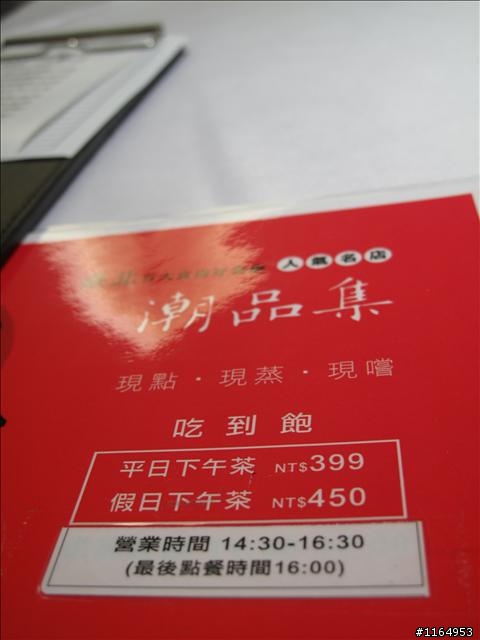 人氣名店
潮品集
現點・現蒸・現嚐
吃到飽
平日下午茶 NT$399
假日下午茶 NT$450
營業時間 14:30-16:30
(最後點餐時間16:00)
#1164953